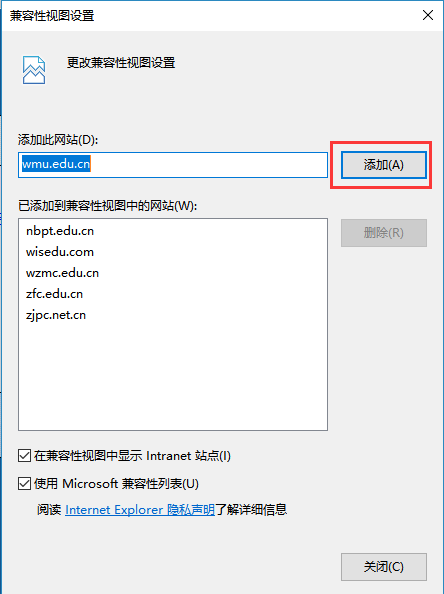 兼容性视图设置
更改兼容性视图设置
添加此网站(D):
wmu.edu.cn
添加(A)
已添加到兼容性视图中的网站(W):
nbpt.edu.cn
删除(R)
wisedu.com
wzmc.edu.cn
zfc.edu.cn
zjpc.net.cn
在兼容性视图中显示 Intranet 站点(I)
使用 Microsoft 兼容性列表(U)
阅读 Internet Explorer 隐私声明了解详细信息
关闭(C)